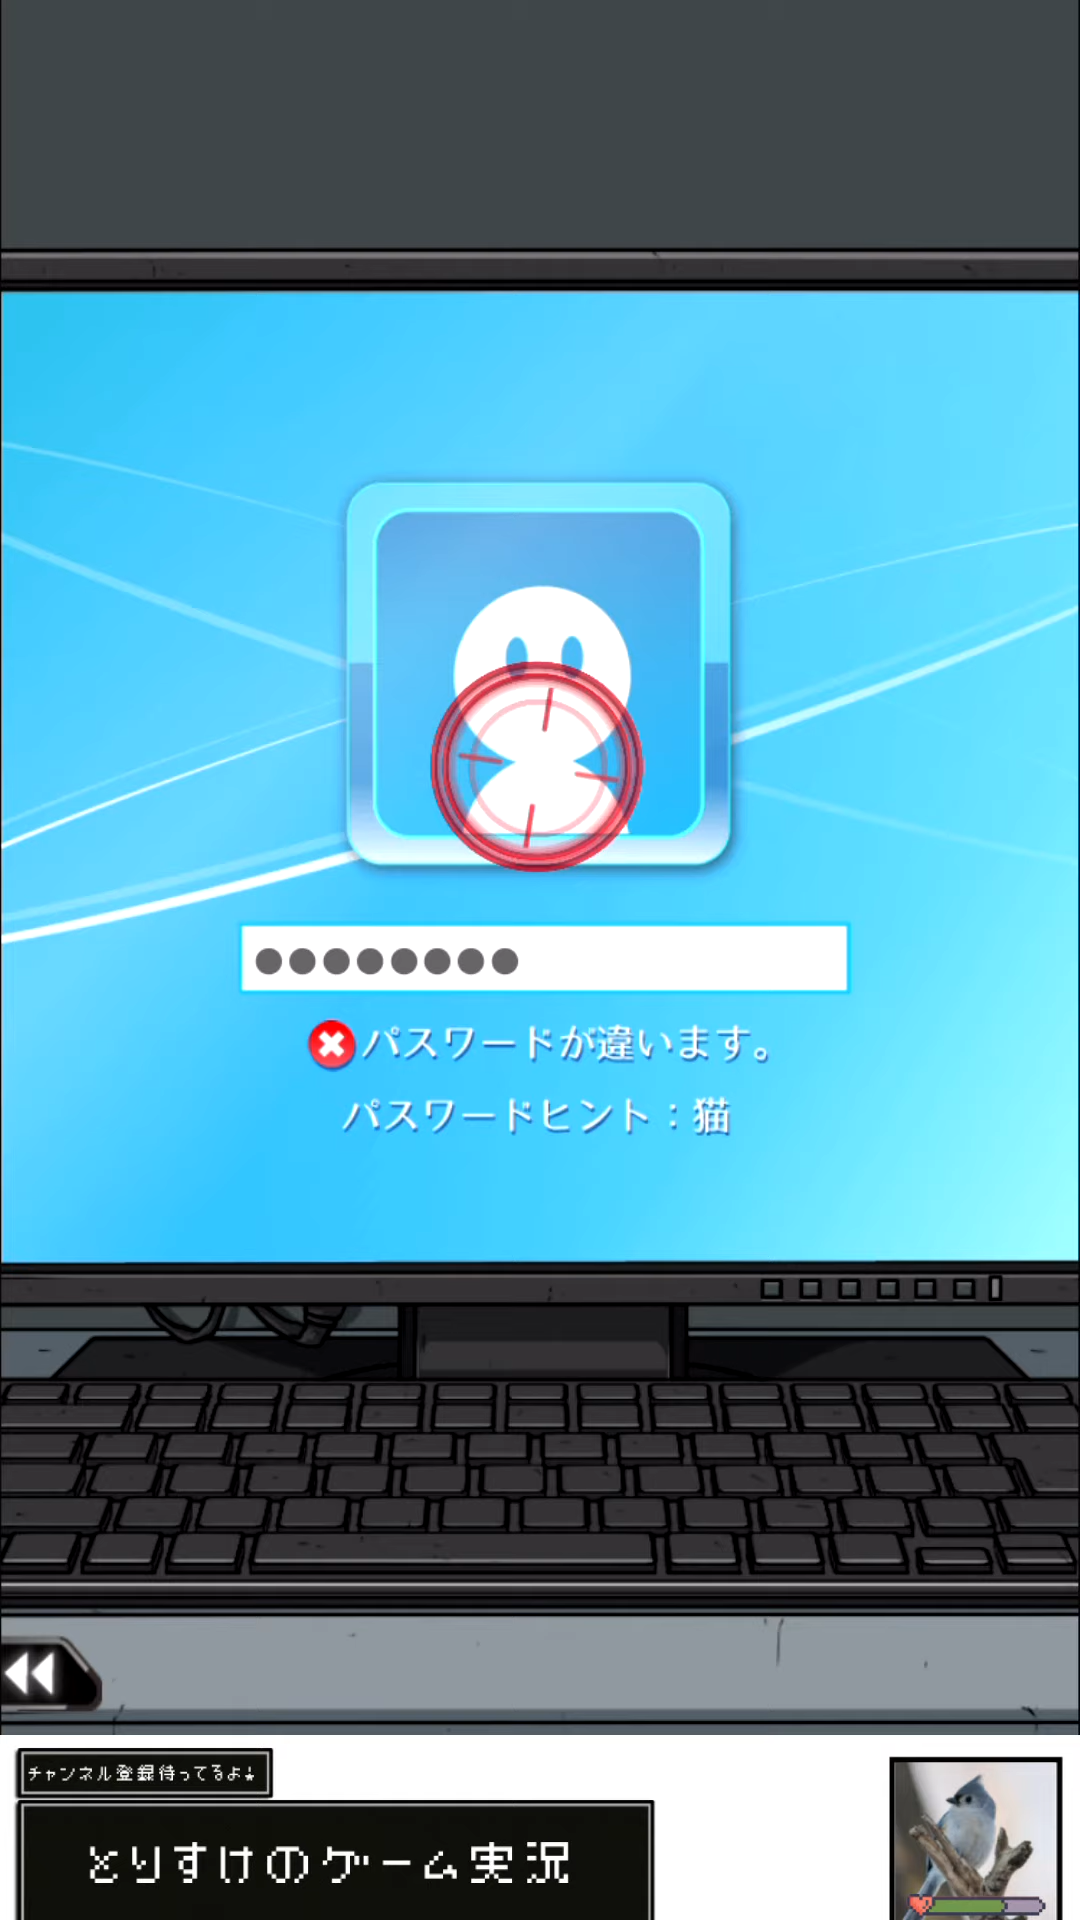 ●●●●●●●●
パスワードが違います。
パスワードヒント：猫
チャンネル登録待ってるよ↓
とりすけのゲーム実況